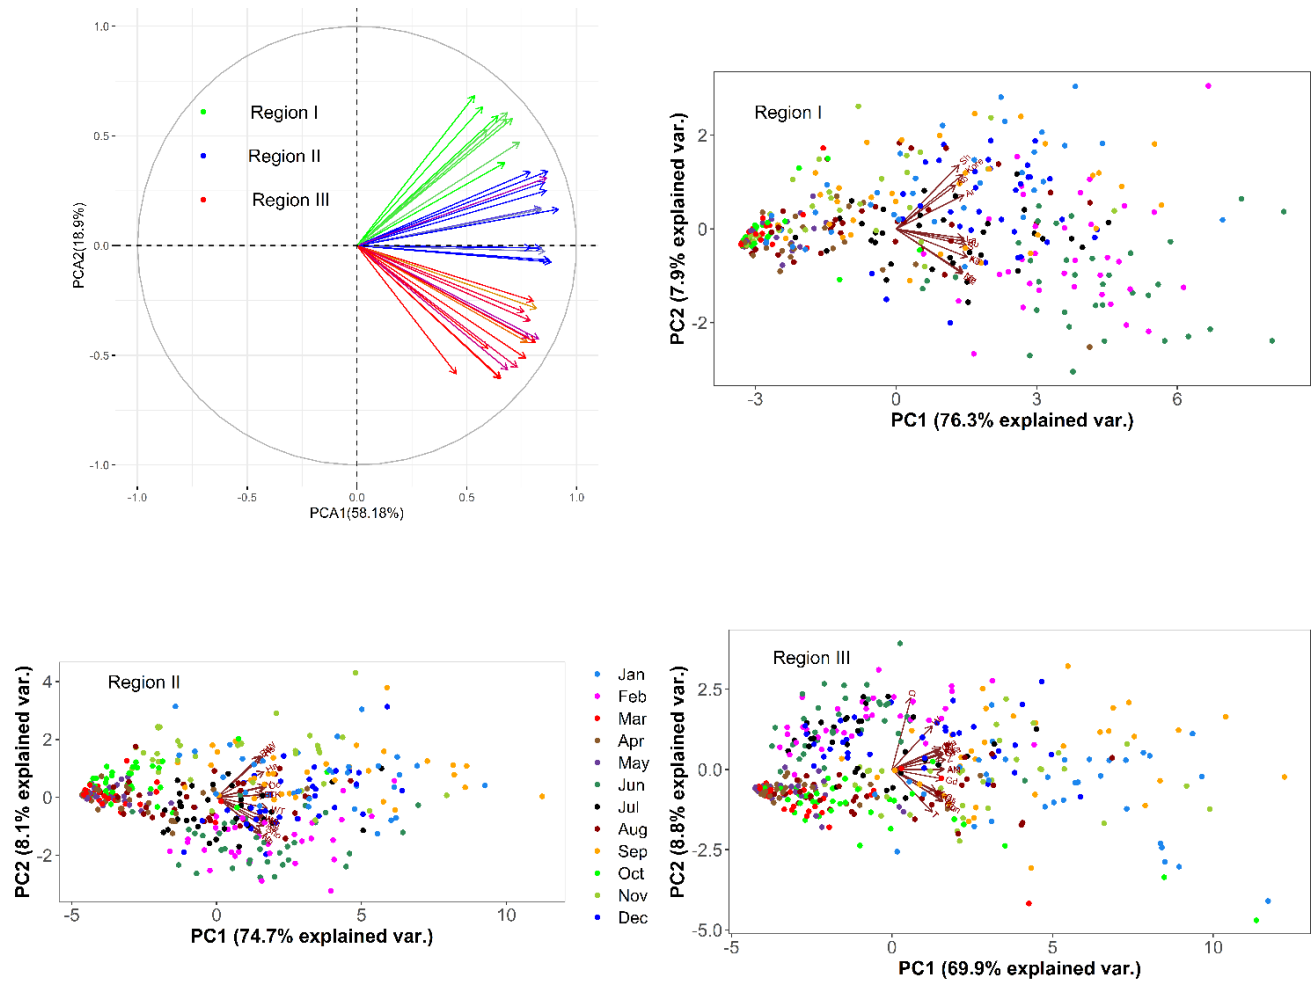 1.0
0.5
0.0
-0.5
-1.0
PCA2(18.9%)
Region I
Region II
Region III
-1.0
-0.5
0.0
0.5
1.0
PCA1(58.18%)
Region I
2
0
-2
PC2 (7.9% explained var.)
-3
0
3
6
PC1 (76.3% explained var.)
Region II
4
2
0
-2
PC2 (8.1% explained var.)
-5
0
5
10
PC1 (74.7% explained var.)
Jan
Feb
Mar
Apr
May
Jun
Jul
Aug
Sep
Oct
Nov
Dec
Region III
2.5
0.0
-2.5
-5.0
PC2 (8.8% explained var.)
-5
0
5
10
PC1 (69.9% explained var.)